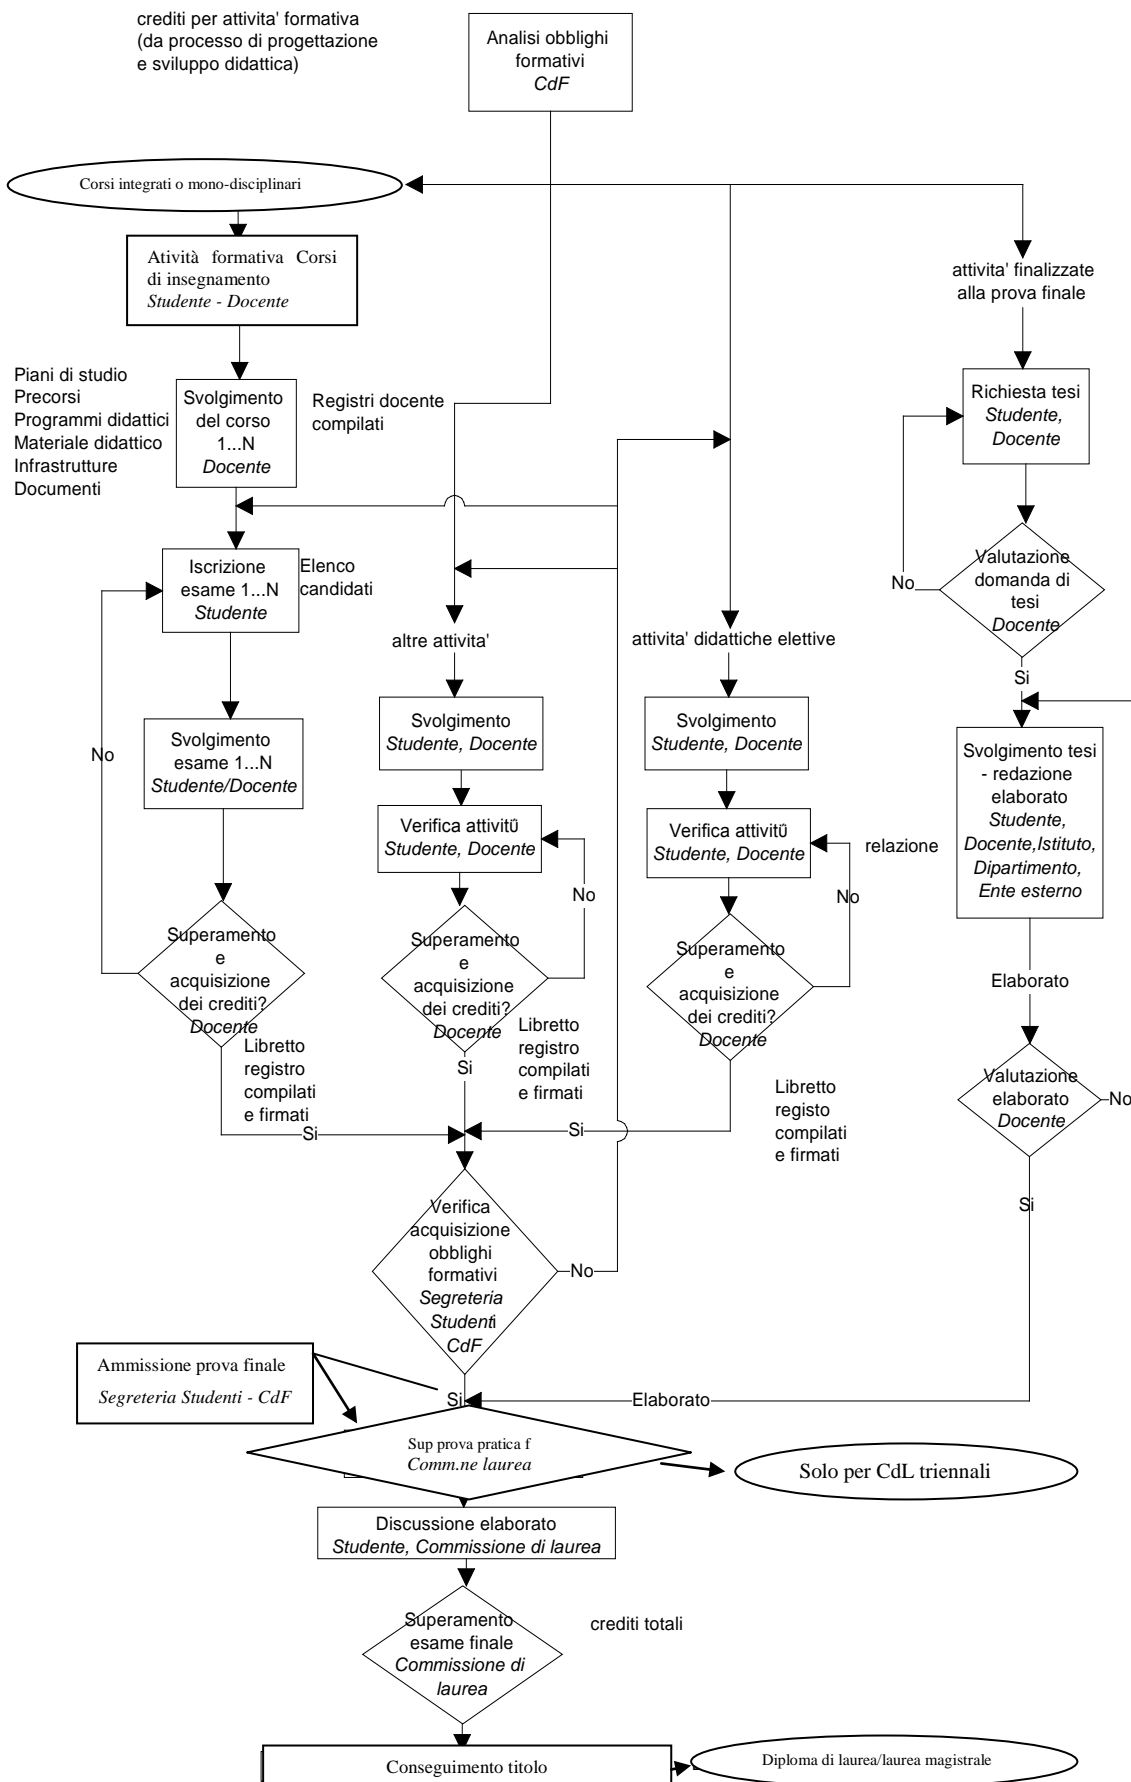 crediti per attivita' formativa
(da processo di progettazione
e sviluppo didattica)
Analisi obblighi
formativi
CdF
Corsi integrati o mono-disciplinari
Atività formativa Corsi
di insegnamento
Studente - Docente
attivita' finalizzate
alla prova finale
Piani di studio
Precorsi
Programmi didattici
Materiale didattico
Infrastrutture
Documenti
Svolgimento
del corso
1...N
Docente
Registri docente
compilati
Richiesta tesi
Studente,
Docente
Iscrizione
esame 1...N
Studente
Elenco
candidati
No
Valutazione
domanda di
tesi
Docente
Si
altre attivita'
attivita' didattiche elettive
No
Svolgimento
esame 1...N
Studente/Docente
Svolgimento
Studente, Docente
Svolgimento
Studente, Docente
Svolgimento tesi
- redazione
elaborato
Studente,
Docente,Istituto,
Dipartimento,
Ente esterno
Verifica attivitū
Studente, Docente
No
Verifica attivitū
Studente, Docente
No
relazione
Superamento
e
acquisizione
dei crediti?
Docente
Superamento
e
acquisizione
dei crediti?
Docente
Superamento
e
acquisizione
dei crediti?
Docente
Elaborato
Libretto
registro
compilati
e firmati
Si
Libretto
registro
compilati
e firmati
Si
Si
Libretto
registo
compilati
e firmati
Valutazione
elaborato
Docente
No
Si
Verifica
acquisizione
obblighi
formativi
Segreteria
Studenti
CdF
No
Ammissione prova finale
Segreteria Studenti - CdF
Si
Elaborato
Sup prova pratica f
Comm.ne laurea
Solo per CdL triennali
Discussione elaborato
Studente, Commissione di laurea
Superamento
esame finale
Commissione di
laurea
crediti totali
Conseguimento titolo
Diploma di laurea/laurea magistrale